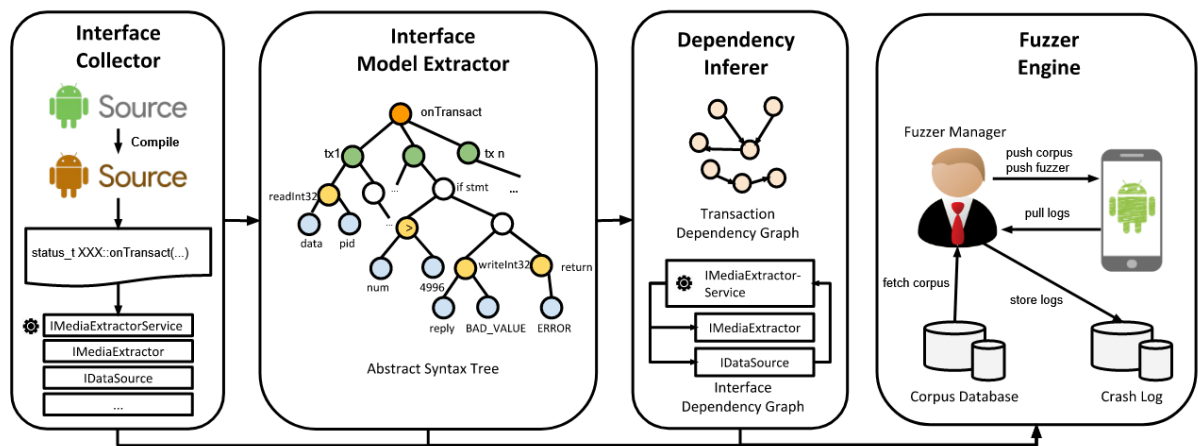 Interface
Collector
Source
Compile
Source
status_t XXX::onTransact(...)
IMediaExtractorService
IMediaExtractor
IDataSource
...
Interface
Model Extractor
onTransact
tx1
tx n
readInt32
...
if stmt
...
data
pid
...
>
num
4996
writeInt32
return
reply
BAD_VALUE
ERROR
Abstract Syntax Tree
Dependency
Inferer
Transaction
Dependency Graph
IMediaExtractor-
Service
IMediaExtractor
IDataSource
Interface
Dependency Graph
Fuzzer
Engine
Fuzzer Manager
push corpus
push fuzzer
pull logs
fetch corpus
store logs
Corpus Database
Crash Log